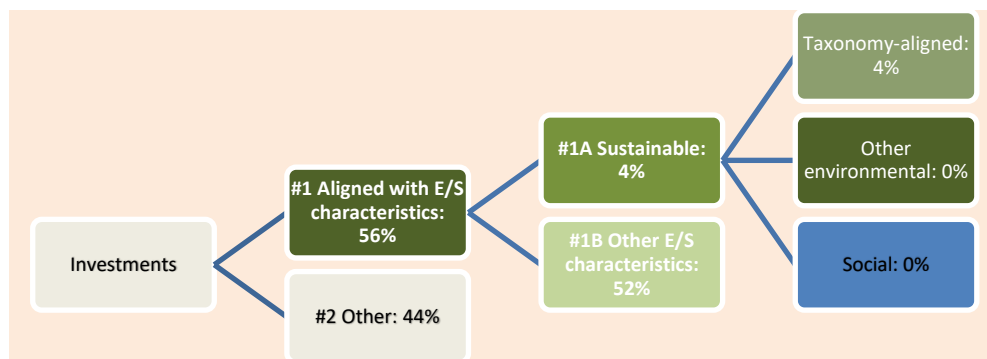 Investments
#1 Aligned with E/S
characteristics:
56%
#2 Other: 44%
#1A Sustainable:
4%
#1B Other E/S
characteristics:
52%
Taxonomy-aligned:
4%
Other
environmental: 0%
Social: 0%